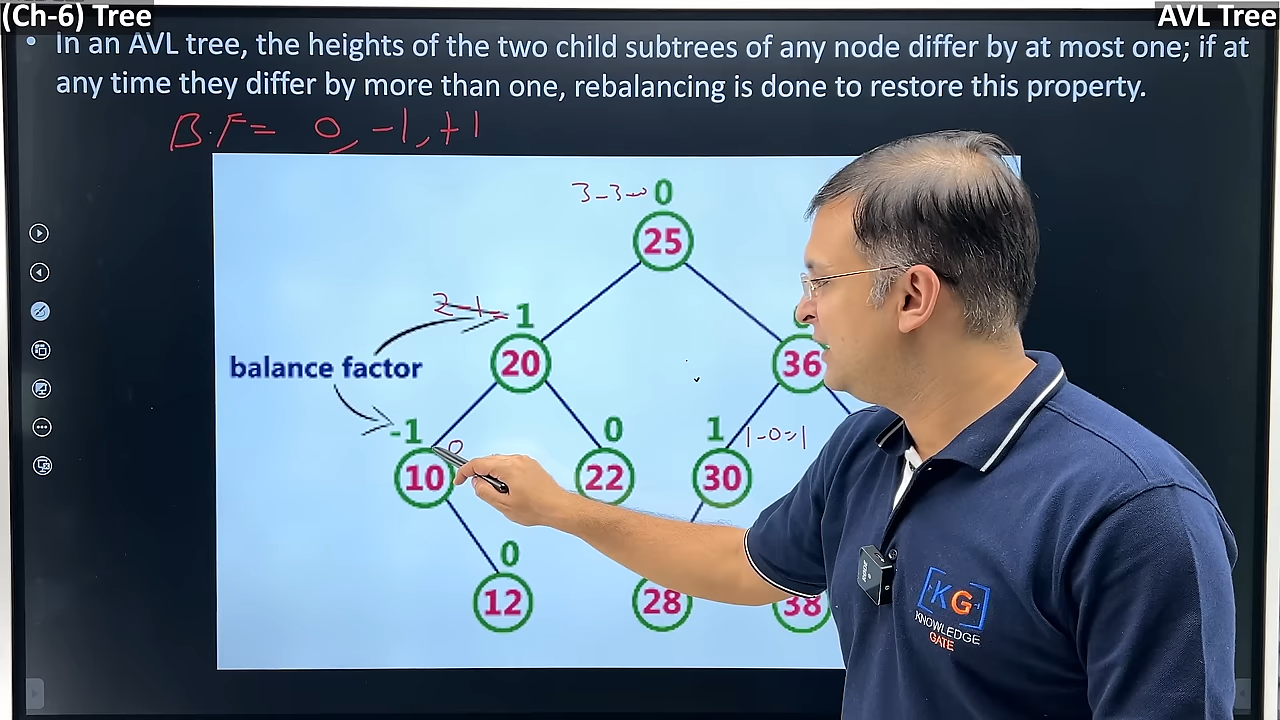 (Ch-6) Tree
AVL Tree
• In an AVL tree, the heights of the two child subtrees of any node differ by at most one; if at
any time they differ by more than one, rebalancing is done to restore this property.
B.F = 0, -1, +1
3-3= 0
25
2-1= 1
20
36
balance factor
-1
0
0
1
1-0=1
10
22
30
0
12
28
38
KG
KNOWLEDGE
GATE